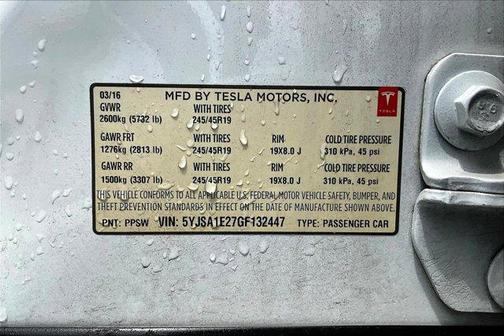 03/16 MFD BY TESLA MOTORS, INC.
GVWR WITH TIRES
2600kg (5732 lb) 245/45R19
TESLA
GAWR FRT WITH TIRES RIM COLD TIRE PRESSURE
1276kg (2813 lb) 245/45R19 19X8.0 J 310 kPa, 45 psi
GAWR RR WITH TIRES RIM COLD TIRE PRESSURE
1500kg (3307 lb) 245/45R19 19X8.0 J 310 kPa, 45 psi
THIS VEHICLE CONFORMS TO ALL APPLICABLE U.S. FEDERAL MOTOR VEHICLE SAFETY, BUMPER, AND
THEFT PREVENTION STANDARDS IN EFFECT ON THE DATE OF MANUFACTURE SHOWN ABOVE.
PNT: PPSW VIN: 5YJSA1E27GF132447 TYPE: PASSENGER CAR